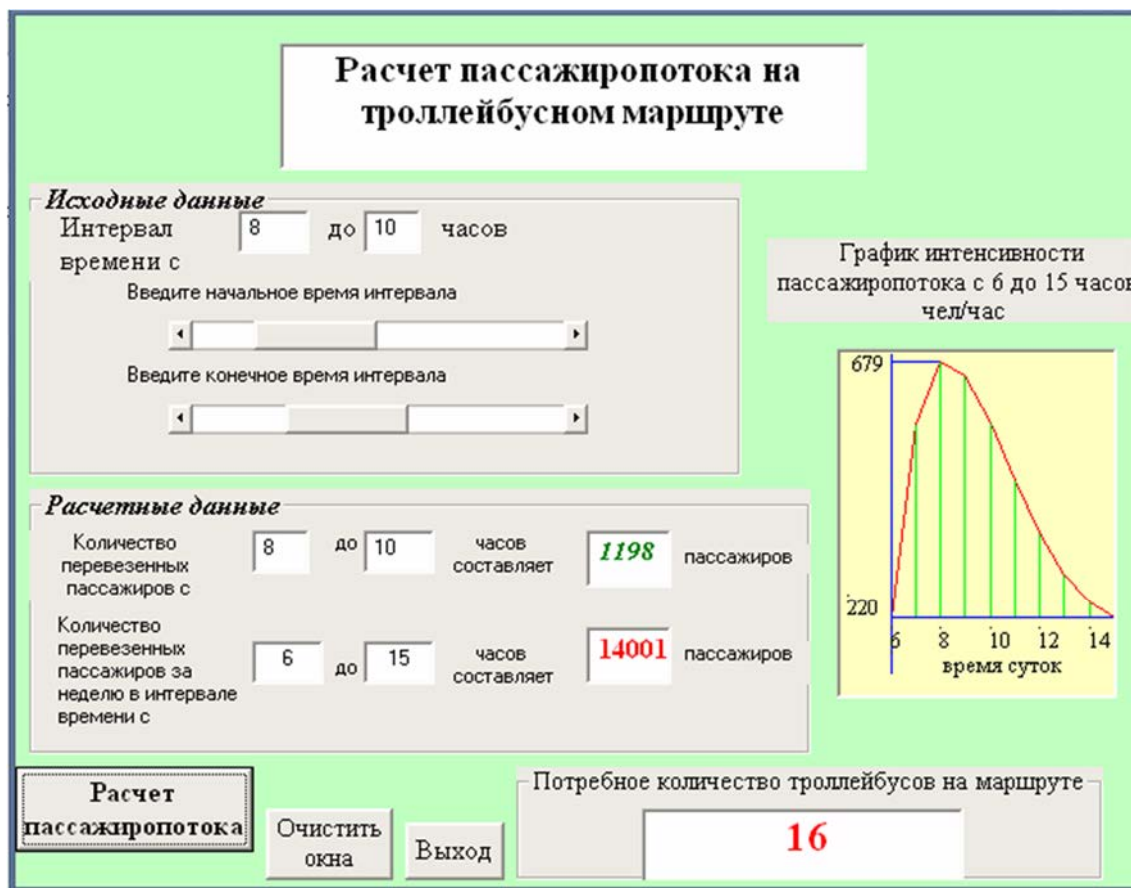 Расчет пассажиропотока на
троллейбусном маршруте
Исходные данные
Интервал
времени с
8
до
10
часов
Введите начальное время интервала
Введите конечное время интервала
График интенсивности
пассажиропотока с 6 до 15 часов
чел/час
679
220
6 8 10 12 14
время суток
Расчетные данные
Количество
перевезенных
пассажиров с
8
до
10
часов
составляет
1198
пассажиров
Количество
перевезенных
пассажиров за
неделю в интервале
времени с
6
до
15
часов
составляет
14001
пассажиров
Расчет
пассажиропотока
Очистить
окна
Выход
Потребное количество троллейбусов на маршруте
16